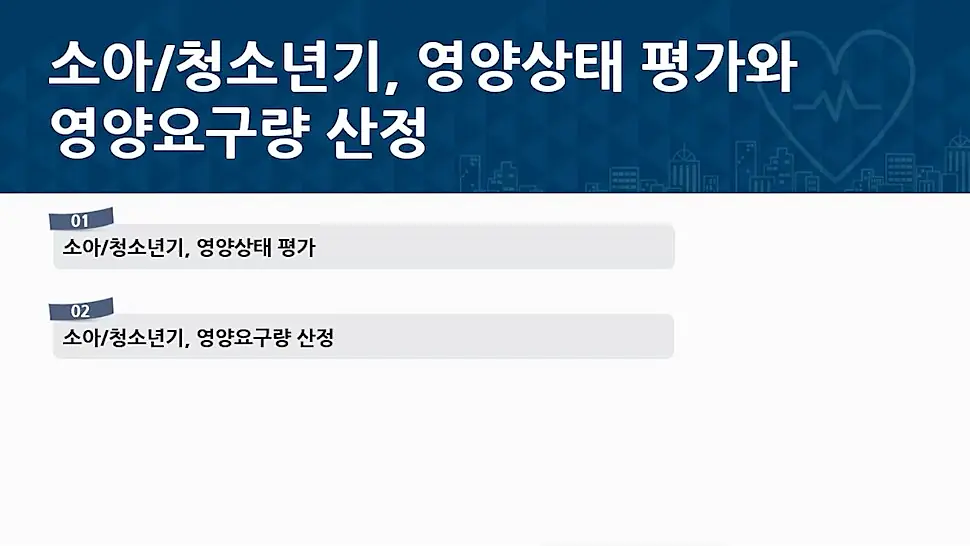 소아/청소년기, 영양상태 평가와
영양요구량 산정
01
소아/청소년기, 영양상태 평가
02
소아/청소년기, 영양요구량 산정